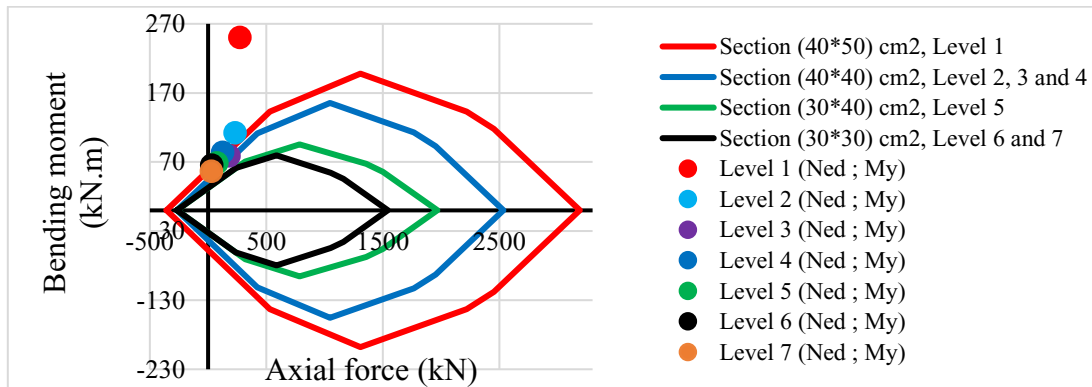 270
170
70
-30
-130
-230
-500
500
1500
2500
Bending moment
(kN.m)
Axial force (kN)
Section (40*50) cm2, Level 1
Section (40*40) cm2, Level 2, 3 and 4
Section (30*40) cm2, Level 5
Section (30*30) cm2, Level 6 and 7
Level 1 (Ned ; My)
Level 2 (Ned ; My)
Level 3 (Ned ; My)
Level 4 (Ned ; My)
Level 5 (Ned ; My)
Level 6 (Ned ; My)
Level 7 (Ned ; My)